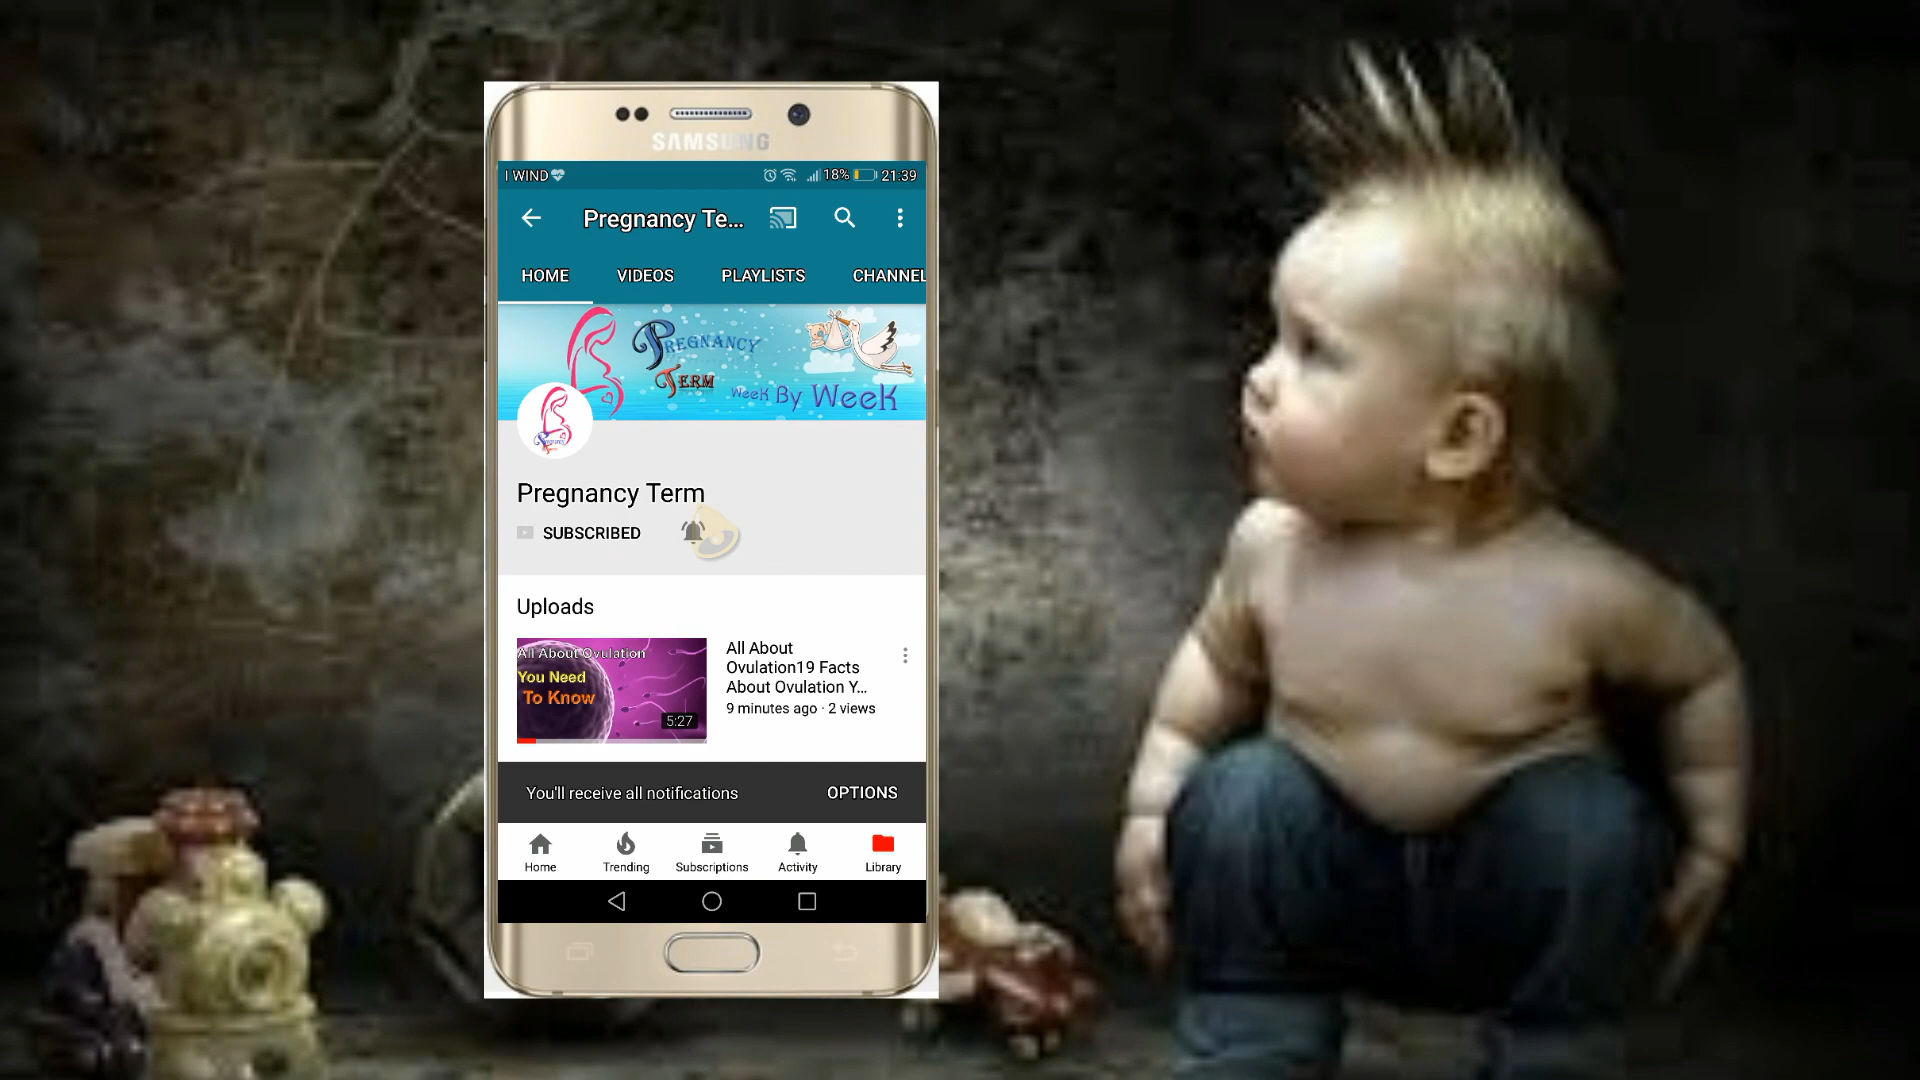 SAMSUNG
I WIND 18% 21:39
Pregnancy Te...
HOME VIDEOS PLAYLISTS CHANNEL
PREGNANCY
TERM
WeeK By WeeK
Pregnancy
Pregnancy Term
SUBSCRIBED
Uploads
All About Ovulation
You Need
To Know
5:27
All About
Ovulation19 Facts
About Ovulation Y...
9 minutes ago · 2 views
You'll receive all notifications OPTIONS
Home Trending Subscriptions Activity Library